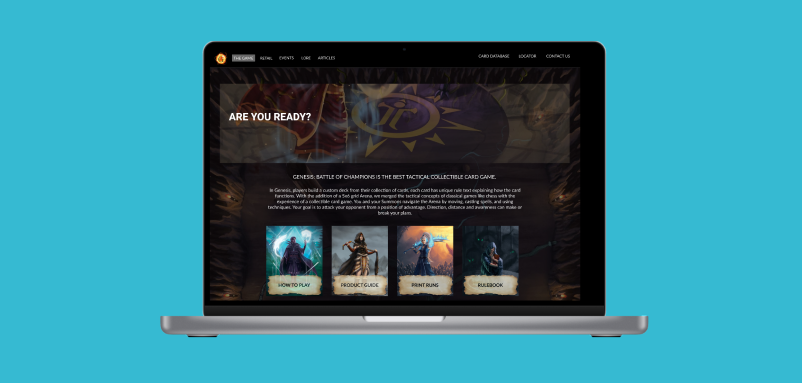 THE GAME RETAIL EVENTS LORE ARTICLES CARD DATABASE LOCATOR CONTACT US
ARE YOU READY?
GENESIS: BATTLE OF CHAMPIONS IS THE BEST TACTICAL COLLECTIBLE CARD GAME.
In Genesis, players build a custom deck from their collection of cards; each card has unique rule text explaining how the card
functions. With the addition of a 5x6 grid Arena, we merged the tactical concepts of classical games like chess with the
experience of a collectible card game. You and your Summons navigate the Arena by moving, casting spells, and using
techniques. Your goal is to attack your opponent from a position of advantage. Direction, distance and awareness can make or
break your plans.
HOW TO PLAY PRODUCT GUIDE PRINT RUNS RULEBOOK